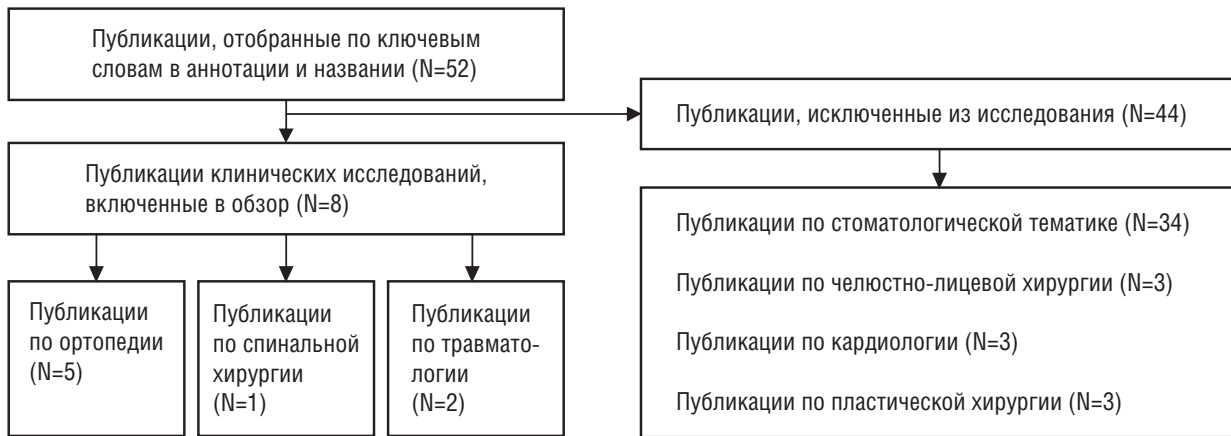 Публикации, отобранные по ключевым
словам в аннотации и названии (N=52)
Публикации, исключенные из исследования (N=44)
Публикации клинических исследований,
включенные в обзор (N=8)
Публикации по стоматологической тематике (N=34)
Публикации по челюстно-лицевой хирургии (N=3)
Публикации по кардиологии (N=3)
Публикации по пластической хирургии (N=3)
Публикации
по ортопедии
(N=5)
Публикации
по спинальной
хирургии
(N=1)
Публикации
по травмато-
логии
(N=2)